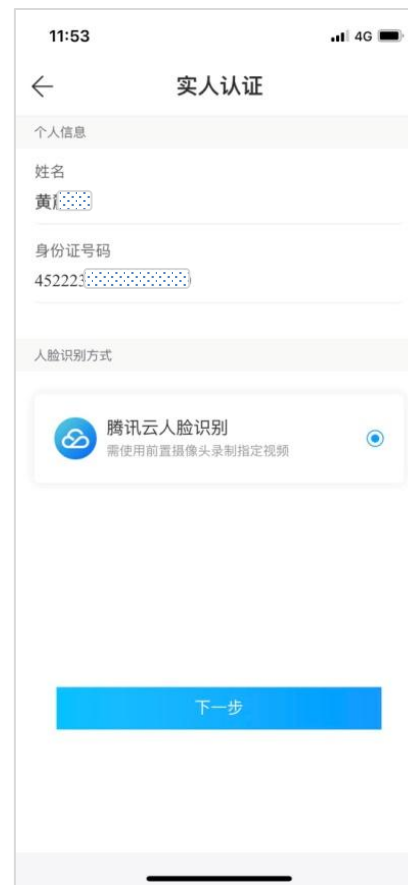 11:53
4G
实人认证
个人信息
姓名
黄
身份证号码
452223
人脸识别方式
腾讯云人脸识别
需使用前置摄像头录制指定视频
下一步